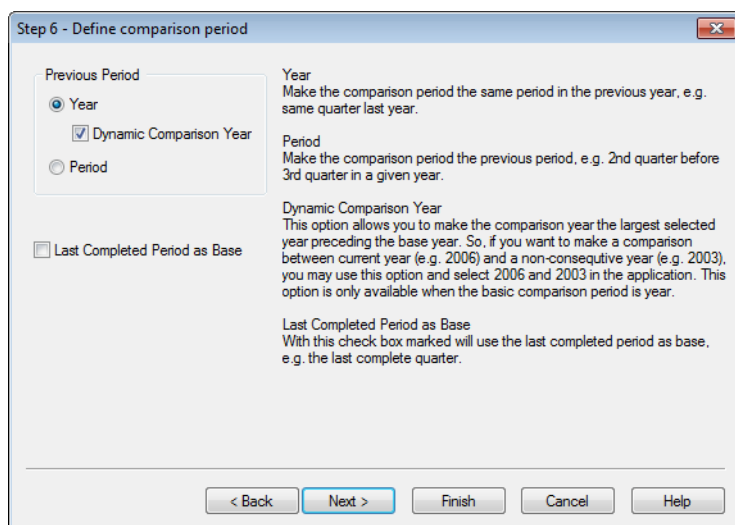 Step 6 - Define comparison period
Previous Period
Year
Dynamic Comparison Year
Period
Last Completed Period as Base
Year
Make the comparison period the same period in the previous year, e.g.
same quarter last year.
Period
Make the comparison period the previous period, e.g. 2nd quarter before
3rd quarter in a given year.
Dynamic Comparison Year
This option allows you to make the comparison year the largest selected
year preceding the base year. So, if you want to make a comparison
between current year (e.g. 2006) and a non-consequtive year (e.g. 2003),
you may use this option and select 2006 and 2003 in the application. This
option is only available when the basic comparison period is year.
Last Completed Period as Base
With this check box marked will use the last completed period as base,
e.g. the last complete quarter.
< Back
Next >
Finish
Cancel
Help